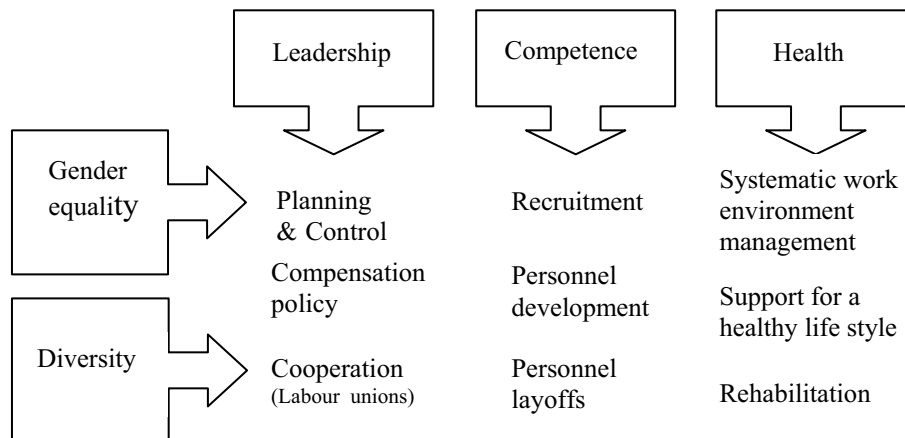 Leadership
Competence
Health
Gender
equality
Planning
& Control
Recruitment
Systematic work
environment
management
Compensation
policy
Personnel
development
Support for a
healthy life style
Diversity
Cooperation
(Labour unions)
Personnel
layoffs
Rehabilitation